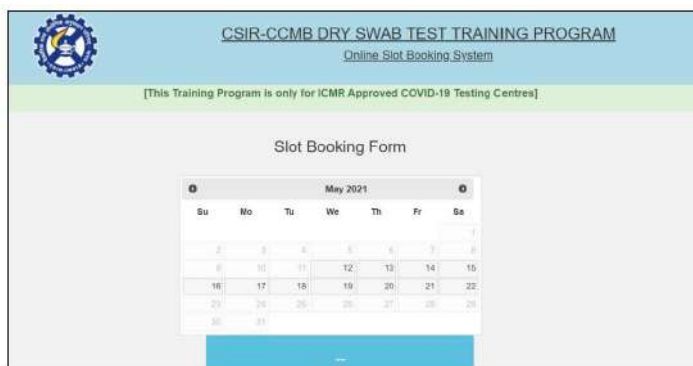 CSIR-CCMB DRY SWAB TEST TRAINING PROGRAM
Online Slot Booking System
[This Training Program is only for ICMR Approved COVID-19 Testing Centres]
Slot Booking Form
May 2021
Su Mo Tu We Th Fr Sa
1
2 3 4 5 6 7 8
9 10 11 12 13 14 15
16 17 18 19 20 21 22
23 24 25 26 27 28 29
30 31